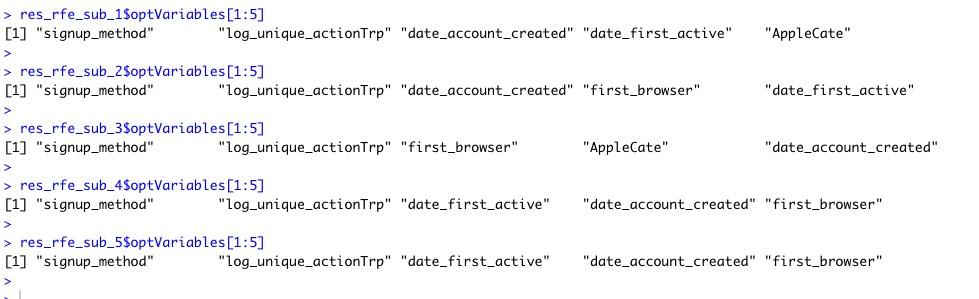 > res_rfe_sub_1$optVariables[1:5]
[1] "signup_method"        "log_unique_actionTrp" "date_account_created" "date_first_active"    "AppleCate"
>
> res_rfe_sub_2$optVariables[1:5]
[1] "signup_method"        "log_unique_actionTrp" "date_account_created" "first_browser"        "date_first_active"
>
> res_rfe_sub_3$optVariables[1:5]
[1] "signup_method"        "log_unique_actionTrp" "first_browser"        "AppleCate"            "date_account_created"
>
> res_rfe_sub_4$optVariables[1:5]
[1] "signup_method"        "log_unique_actionTrp" "date_first_active"    "date_account_created" "first_browser"
>
> res_rfe_sub_5$optVariables[1:5]
[1] "signup_method"        "log_unique_actionTrp" "date_first_active"    "date_account_created" "first_browser"
>
>